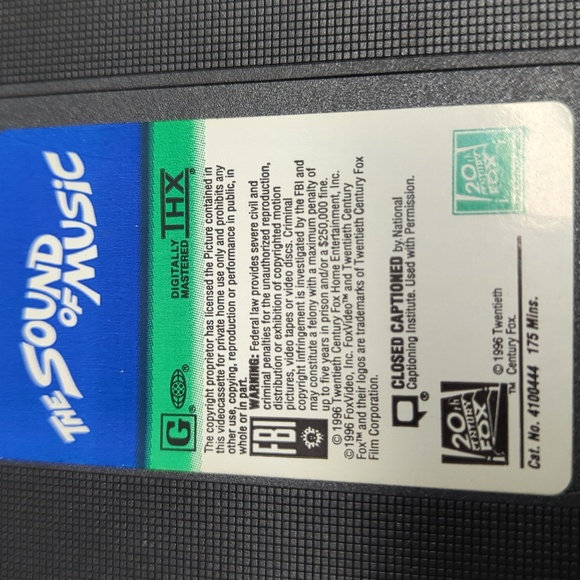 THE SOUND
OF MUSIC
G
DIGITALLY
MASTERED THX®
The copyright proprietor has licensed the Picture contained in
this videocassette for private home use only and prohibits any
other use, copying, reproduction or performance in public, in
whole or in part.
FBI
WARNING: Federal law provides severe civil and
criminal penalties for the unauthorized reproduction,
distribution or exhibition of copyrighted motion
pictures, video tapes or video discs. Criminal
copyright infringement is investigated by the FBI and
may constitute a felony with a maximum penalty of
up to five years in prison and/or a $250,000 fine.
© 1996 Twentieth Century Fox Home Entertainment, Inc.
© 1996 FoxVideo, Inc. FoxVideo™ and Twentieth Century
Fox™ and their logos are trademarks of Twentieth Century Fox
Film Corporation.
CLOSED CAPTIONED by National
Captioning Institute. Used with Permission.
®
20th
CENTURY
FOX
20th
CENTURY
FOX
™
© 1996 Twentieth
Century Fox.
Cat. No. 4100444 175 Mins.